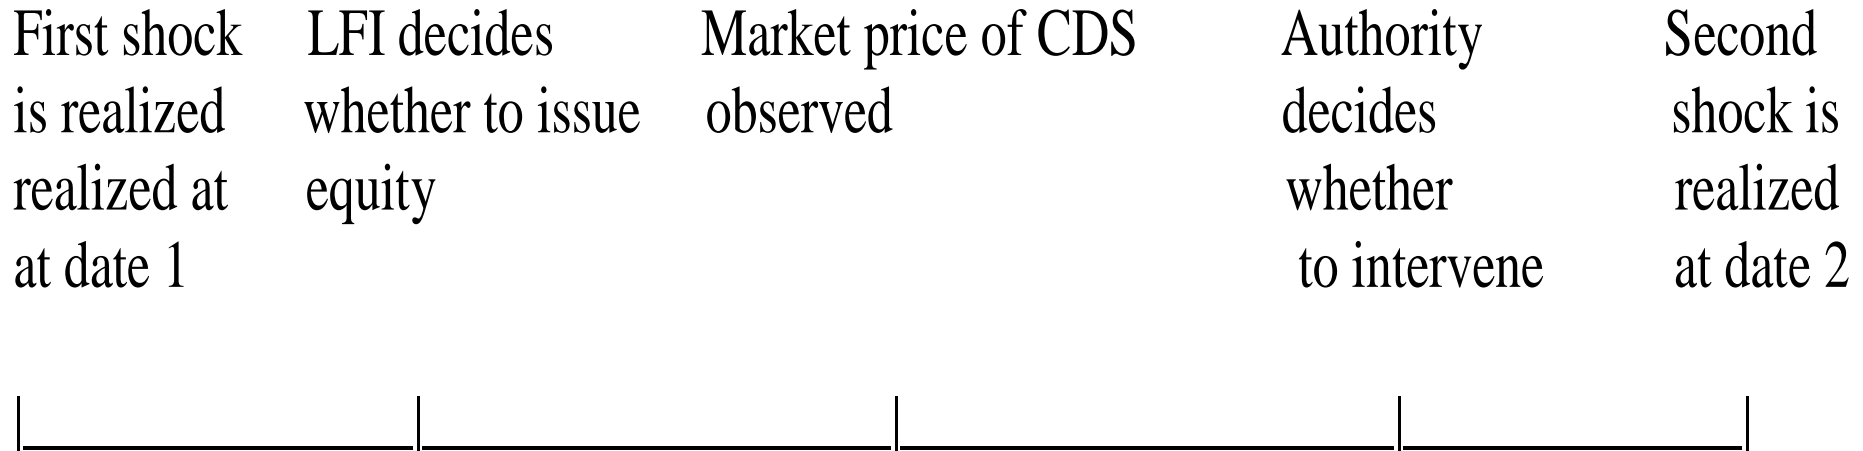 First shock
is realized
realized at
at date 1
LFI decides
whether to issue
equity
Market price of CDS
observed
Authority
decides
whether
to intervene
Second
shock is
realized
at date 2